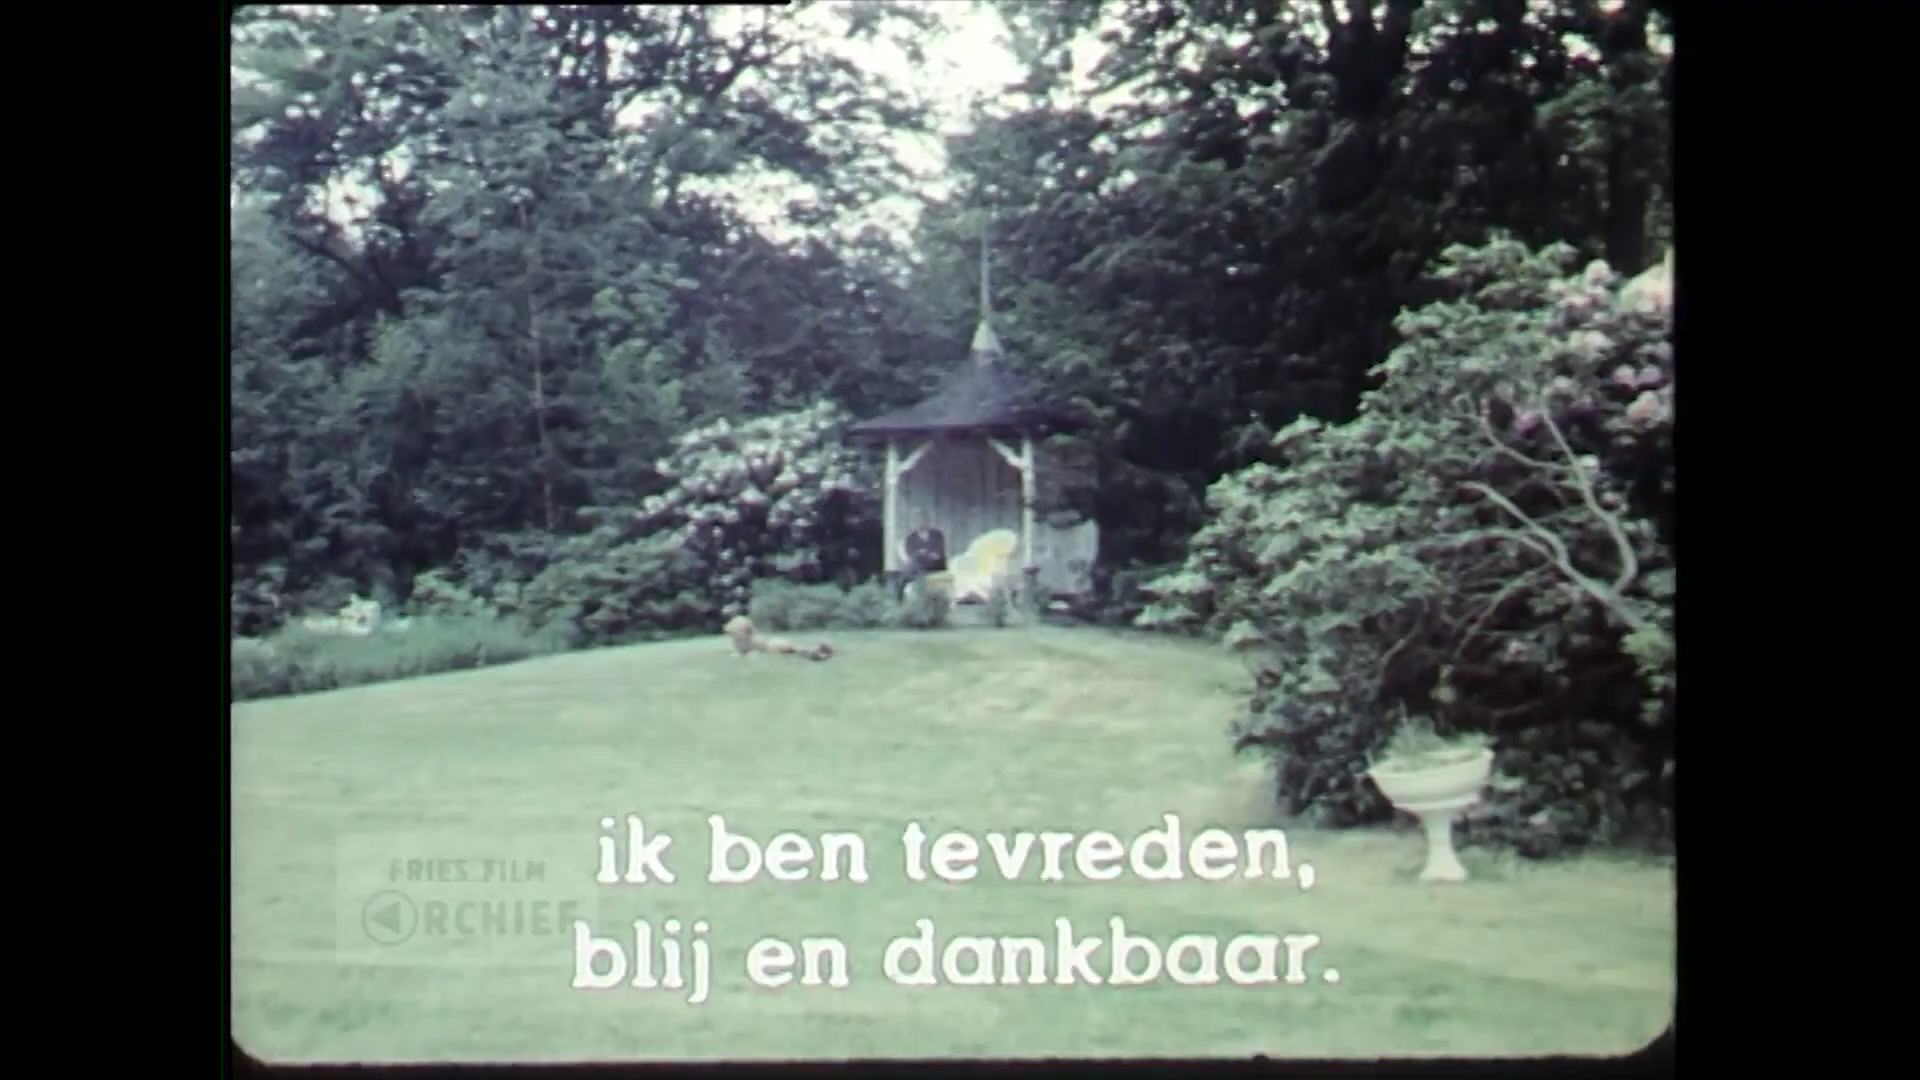 ik ben tevreden,
blij en dankbaar.
FRIES FILM
ARCHIEF